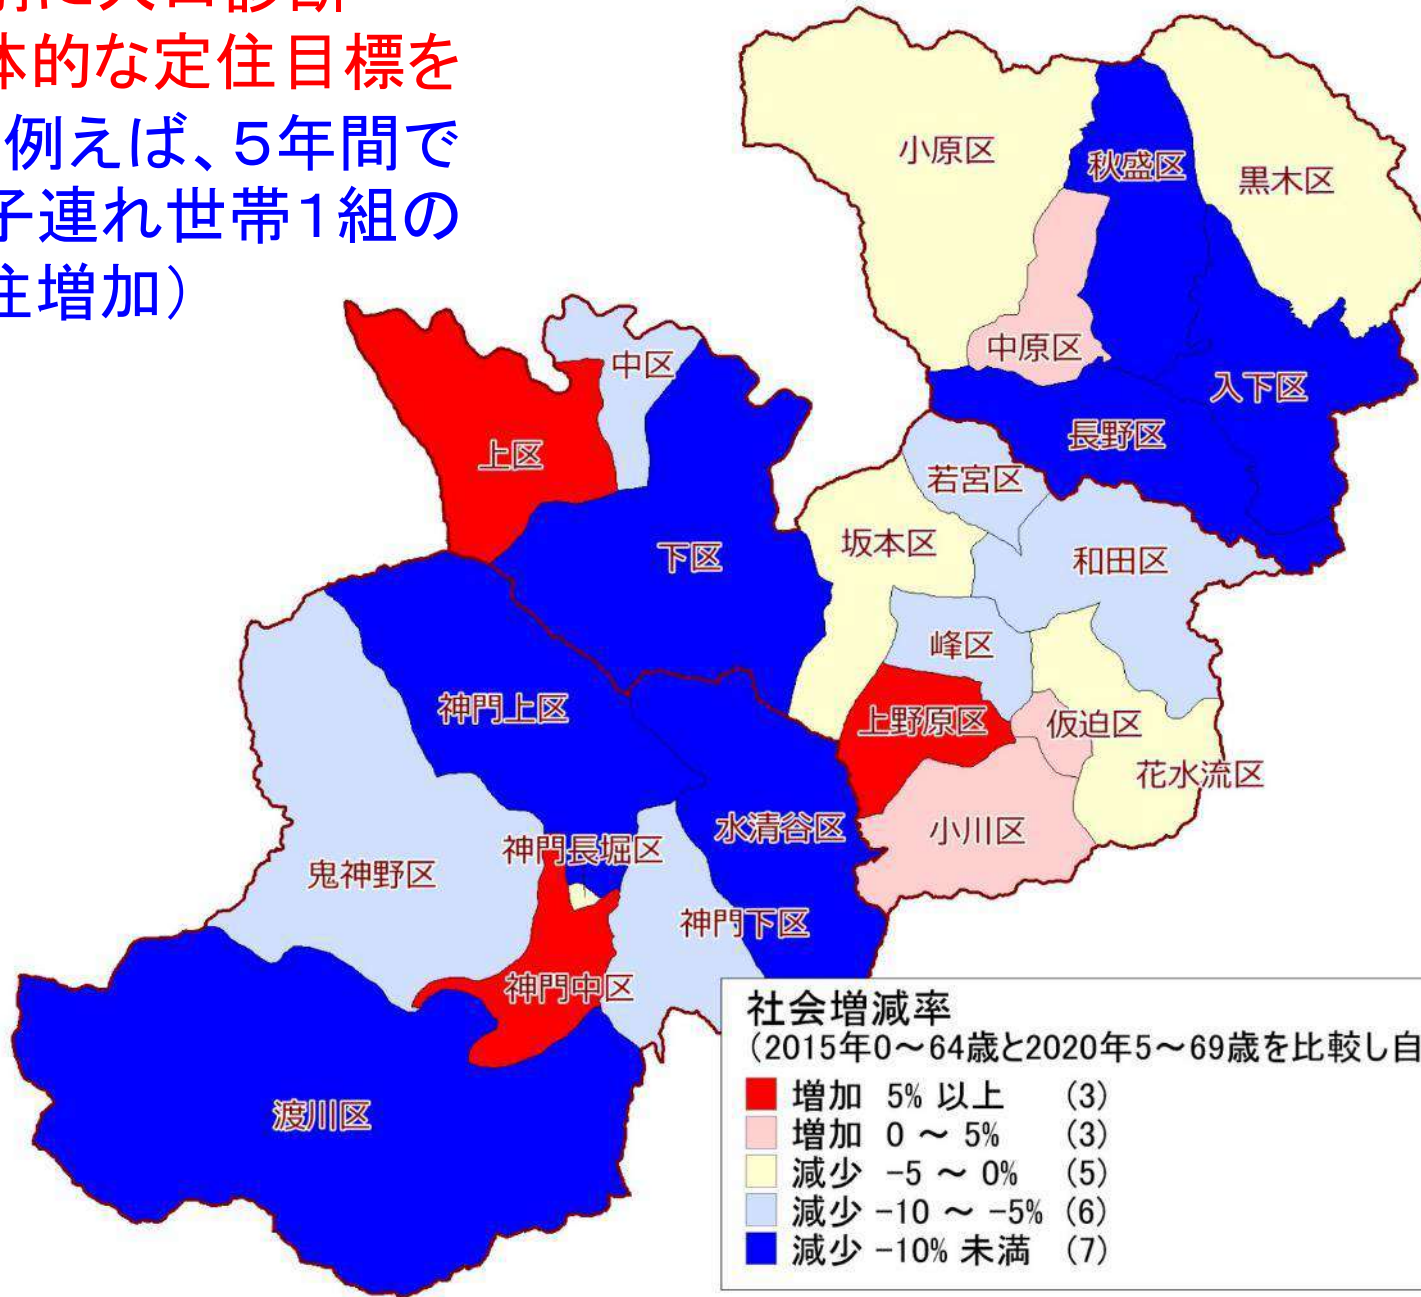 体的な定住目標を
例えば、5年間で
子連れ世帯1組の
住増加)
小原区
秋盛区
黒木区
中原区
入下区
長野区
中区
上区
若宮区
坂本区
下区
和田区
峰区
神門上区
上野原区
仮迫区
花水流区
水清谷区
小川区
神門長堀区
鬼神野区
神門下区
神門中区
渡川区
社会増減率
(2015年0~64歳と2020年5~69歳を比較し自
増加 5% 以上 (3)
増加 0 ~ 5% (3)
減少 -5 ~ 0% (5)
減少 -10 ~ -5% (6)
減少 -10% 未満 (7)